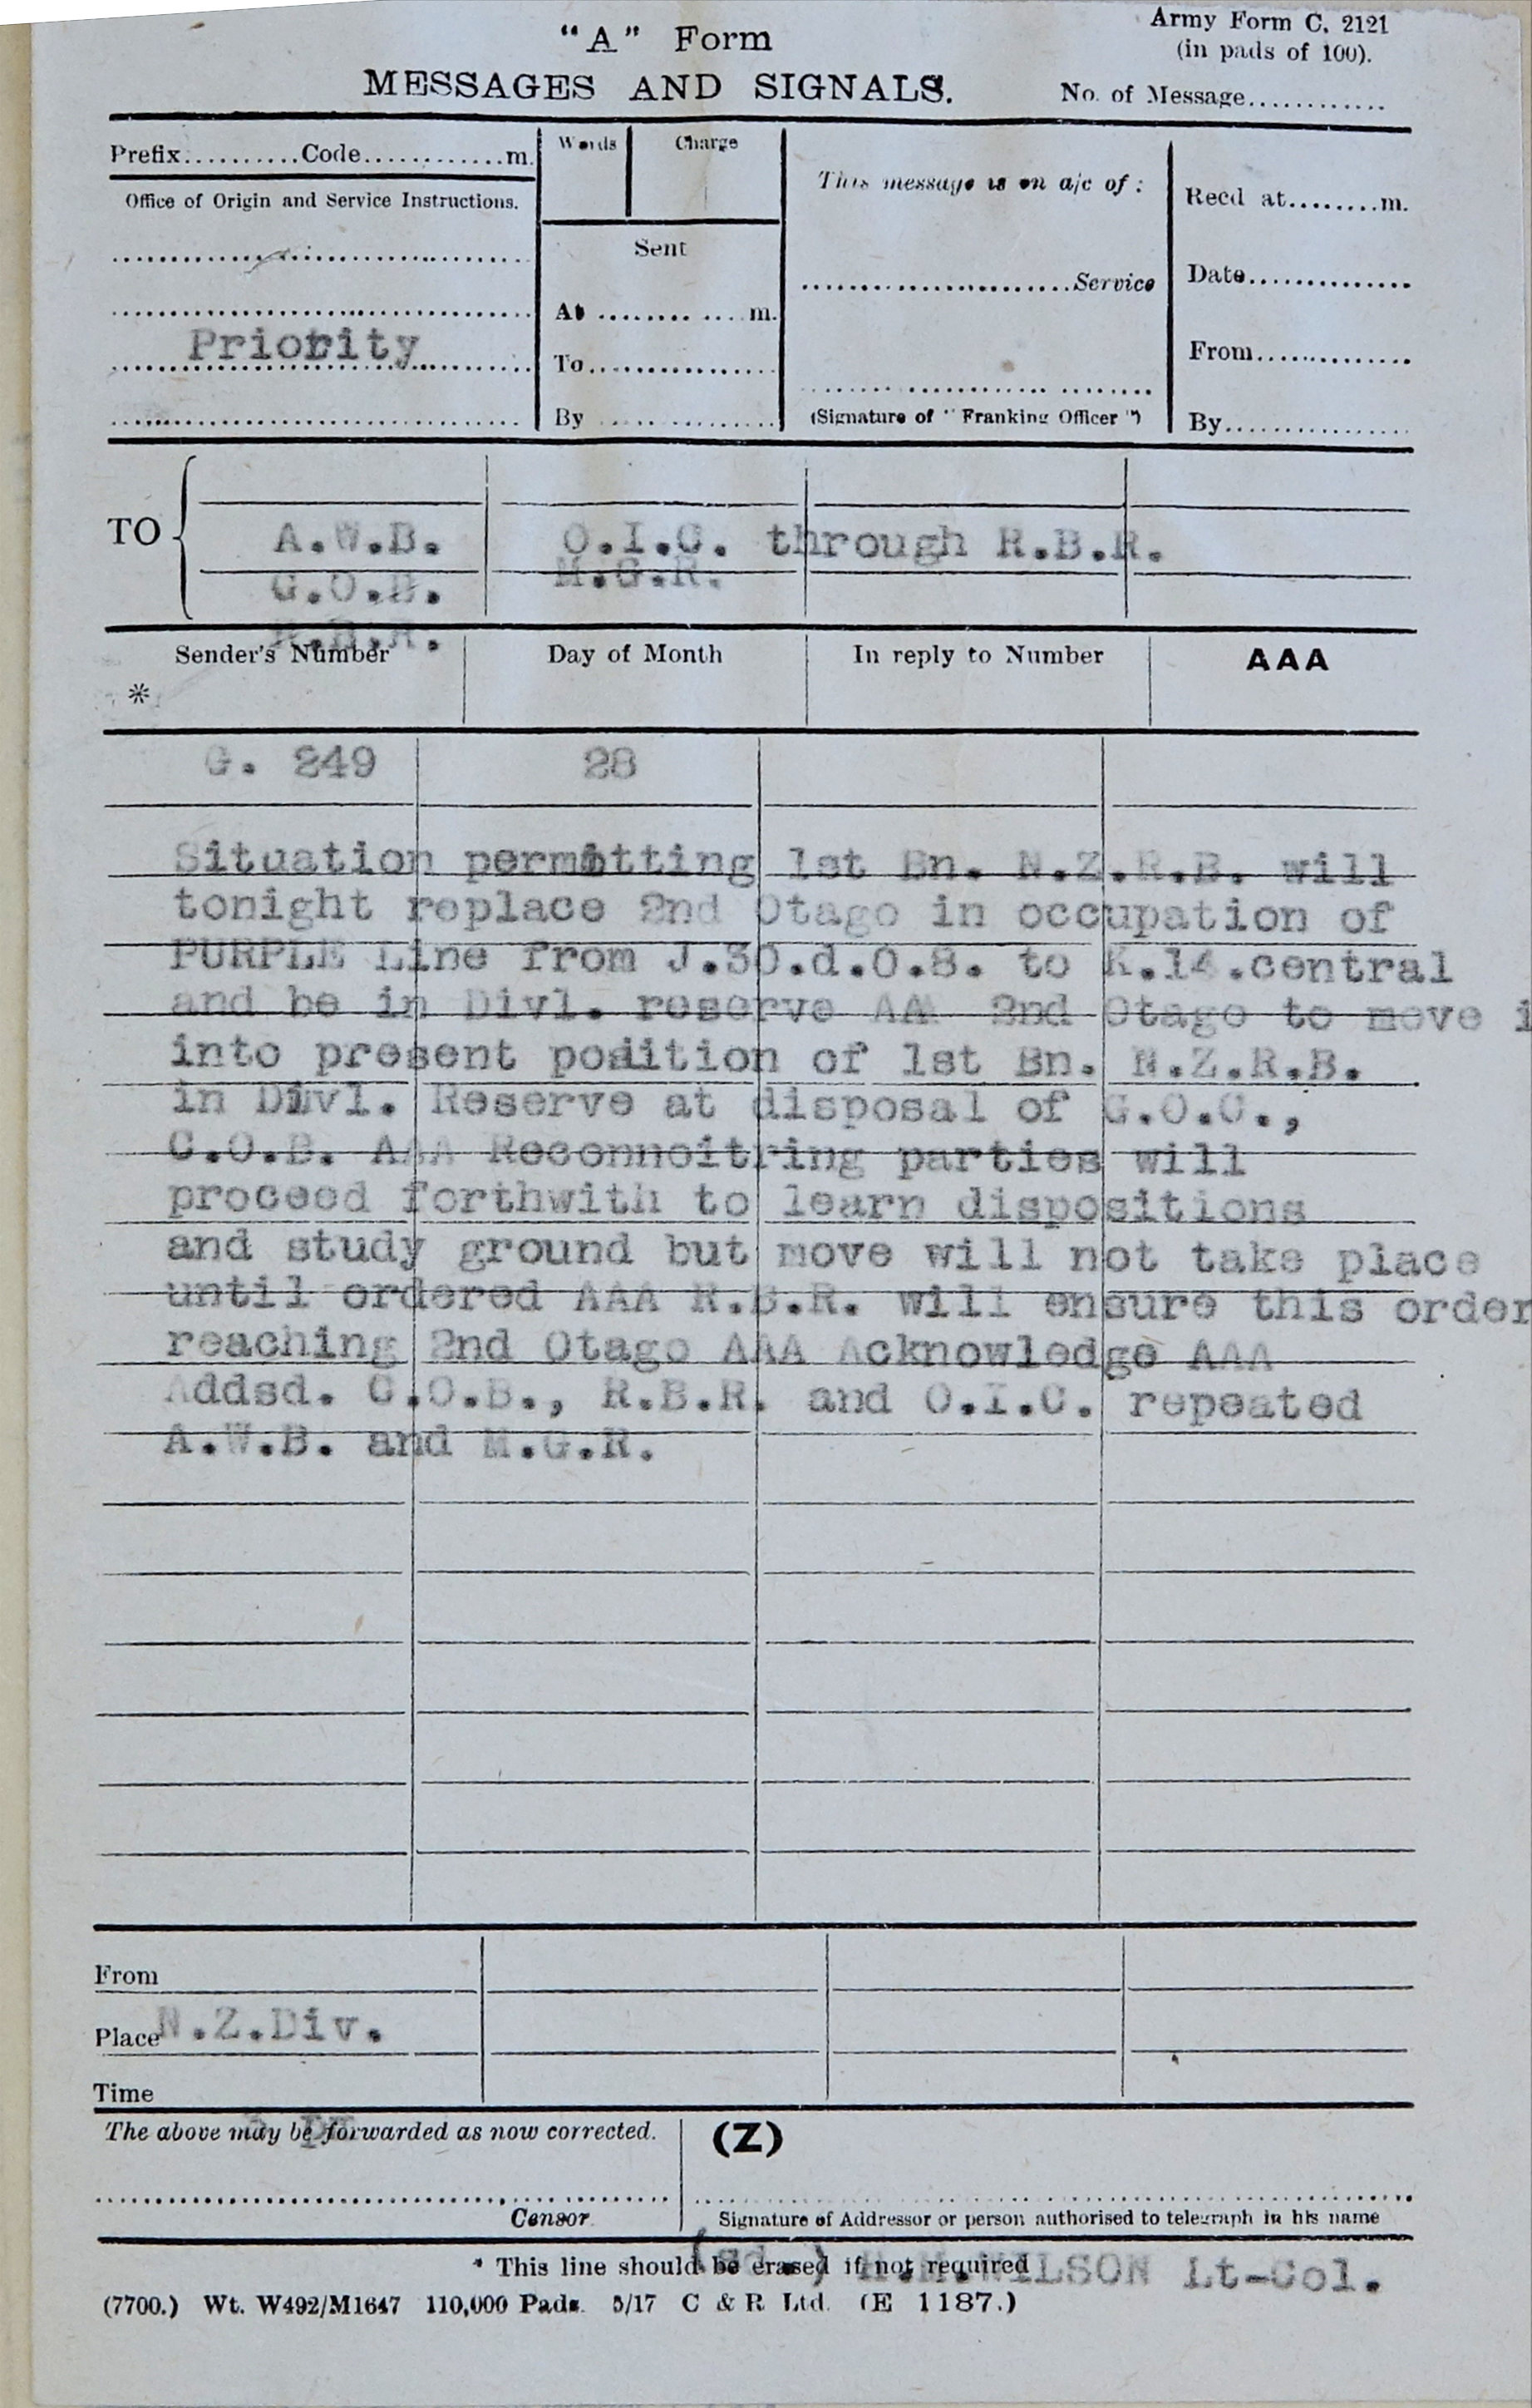 "A" Form
Army Form C. 2121
(in pads of 100).
MESSAGES AND SIGNALS.
No. of Message............
Prefix..........Code............m.
Words
Charge
This message is on a/c of :
Recd at........m.
Office of Origin and Service Instructions.
Sent
......................Service
Date..............
At ........ ....m.
Priority
To................
From..............
By ................
(Signature of "Franking Officer")
By................
TO
A.W.B.
O.I.C. through R.B.R.
C.O.B.
M.G.R.
R.B.R.
Sender's Number
Day of Month
In reply to Number
AAA
*
G. 249
28
Situation permitting 1st Bn. N.Z.R.B. will
tonight replace 2nd Otago in occupation of
PURPLE Line from J.30.d.0.8. to K.14.central
and be in Divl. reserve AA 2nd Otago to move i
into present position of 1st Bn. N.Z.R.B.
in Divl. Reserve at disposal of G.O.C.,
C.O.B. AAA Reconnoitring parties will
proceed forthwith to learn dispositions
and study ground but move will not take place
until ordered AAA R.B.R. will ensure this order
reaching 2nd Otago AAA Acknowledge AAA
Addsd. C.O.B., R.B.R. and O.I.C. repeated
A.W.B. and M.G.R.
From
Place N.Z.Div.
Time
The above may be forwarded as now corrected.
(Z)
Censor.
Signature of Addressor or person authorised to telegraph in his name
* This line should be erased if not required
(Sd.) WILSON Lt-Col.
(7700.) Wt. W492/M1647 110,000 Pads. 5/17 C & R Ltd. (E 1187.)